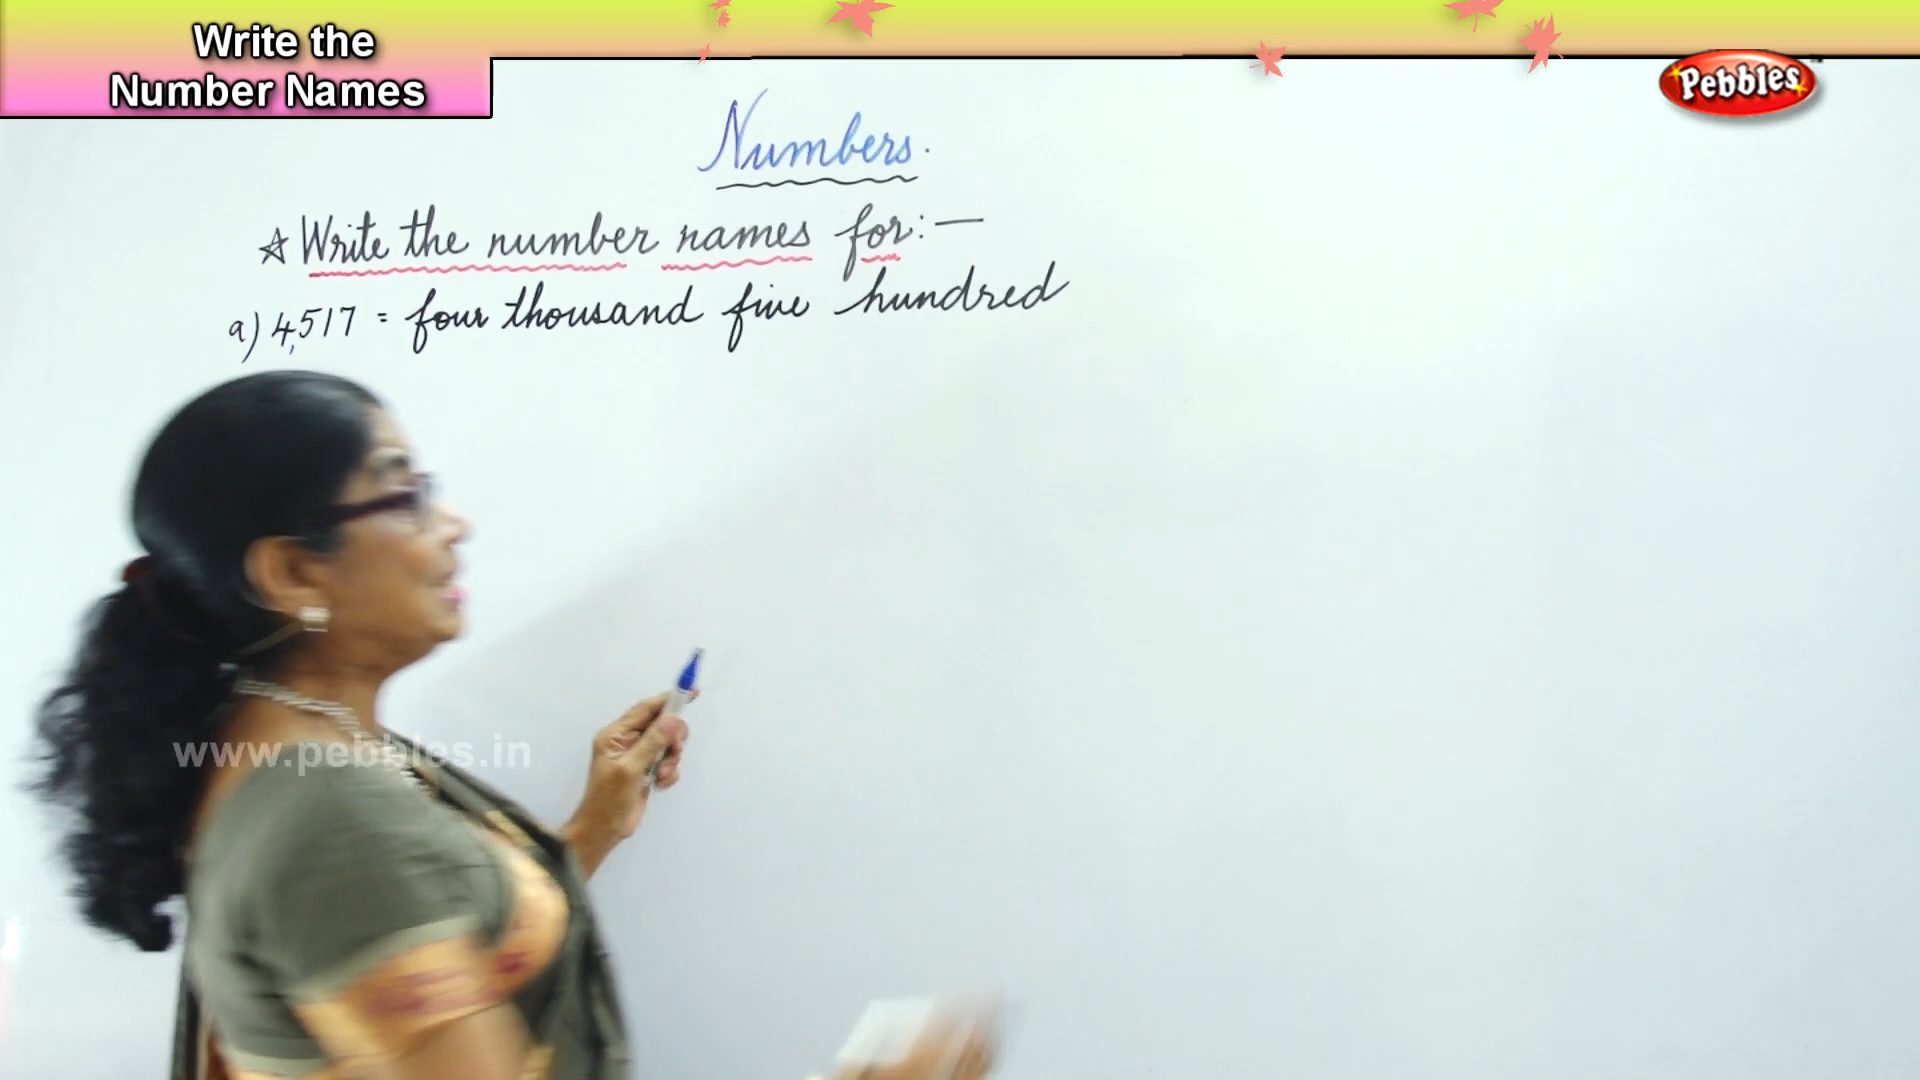 Write the
Number Names
Pebbles
Numbers.
☆ Write the number names for:—
a) 4,517 = four thousand five hundred
www.pebbles.in